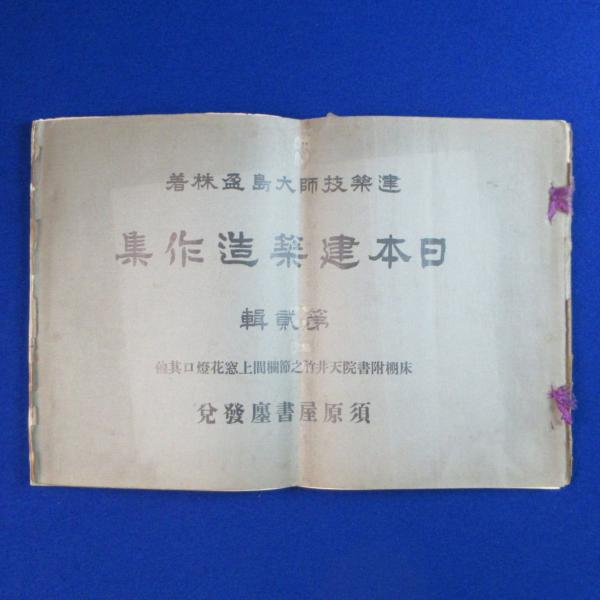 建築技師大島盈株著
日本建築造作集
第貳輯
床棚附書院天井竹之節欄間上窓花燈口其他
須原屋書廛發兌